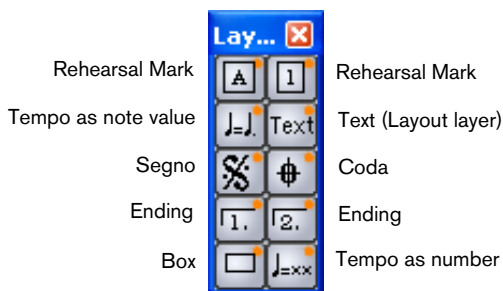 Lay...
Rehearsal Mark A 1 Rehearsal Mark
Tempo as note value ♩=♩. Text Text (Layout layer)
Segno Coda
Ending 1. 2. Ending
Box ♩=xx Tempo as number